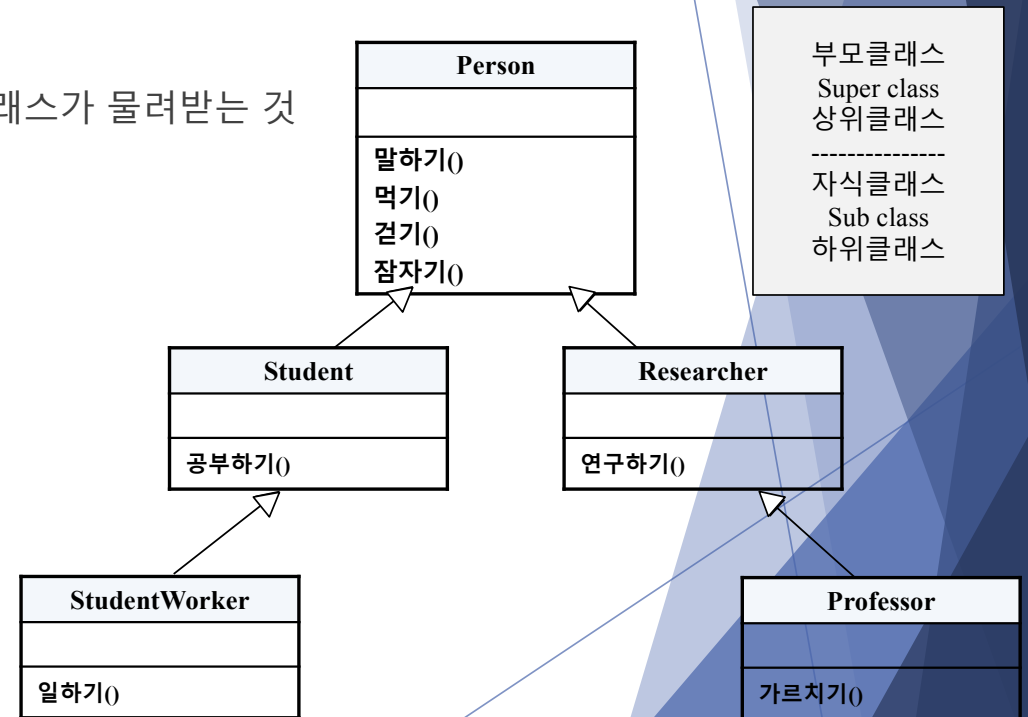 래스가 물려받는 것
Person
말하기()
먹기()
걷기()
잠자기()
부모클래스
Super class
상위클래스
---------------
자식클래스
Sub class
하위클래스
Student
공부하기()
Researcher
연구하기()
StudentWorker
일하기()
Professor
가르치기()